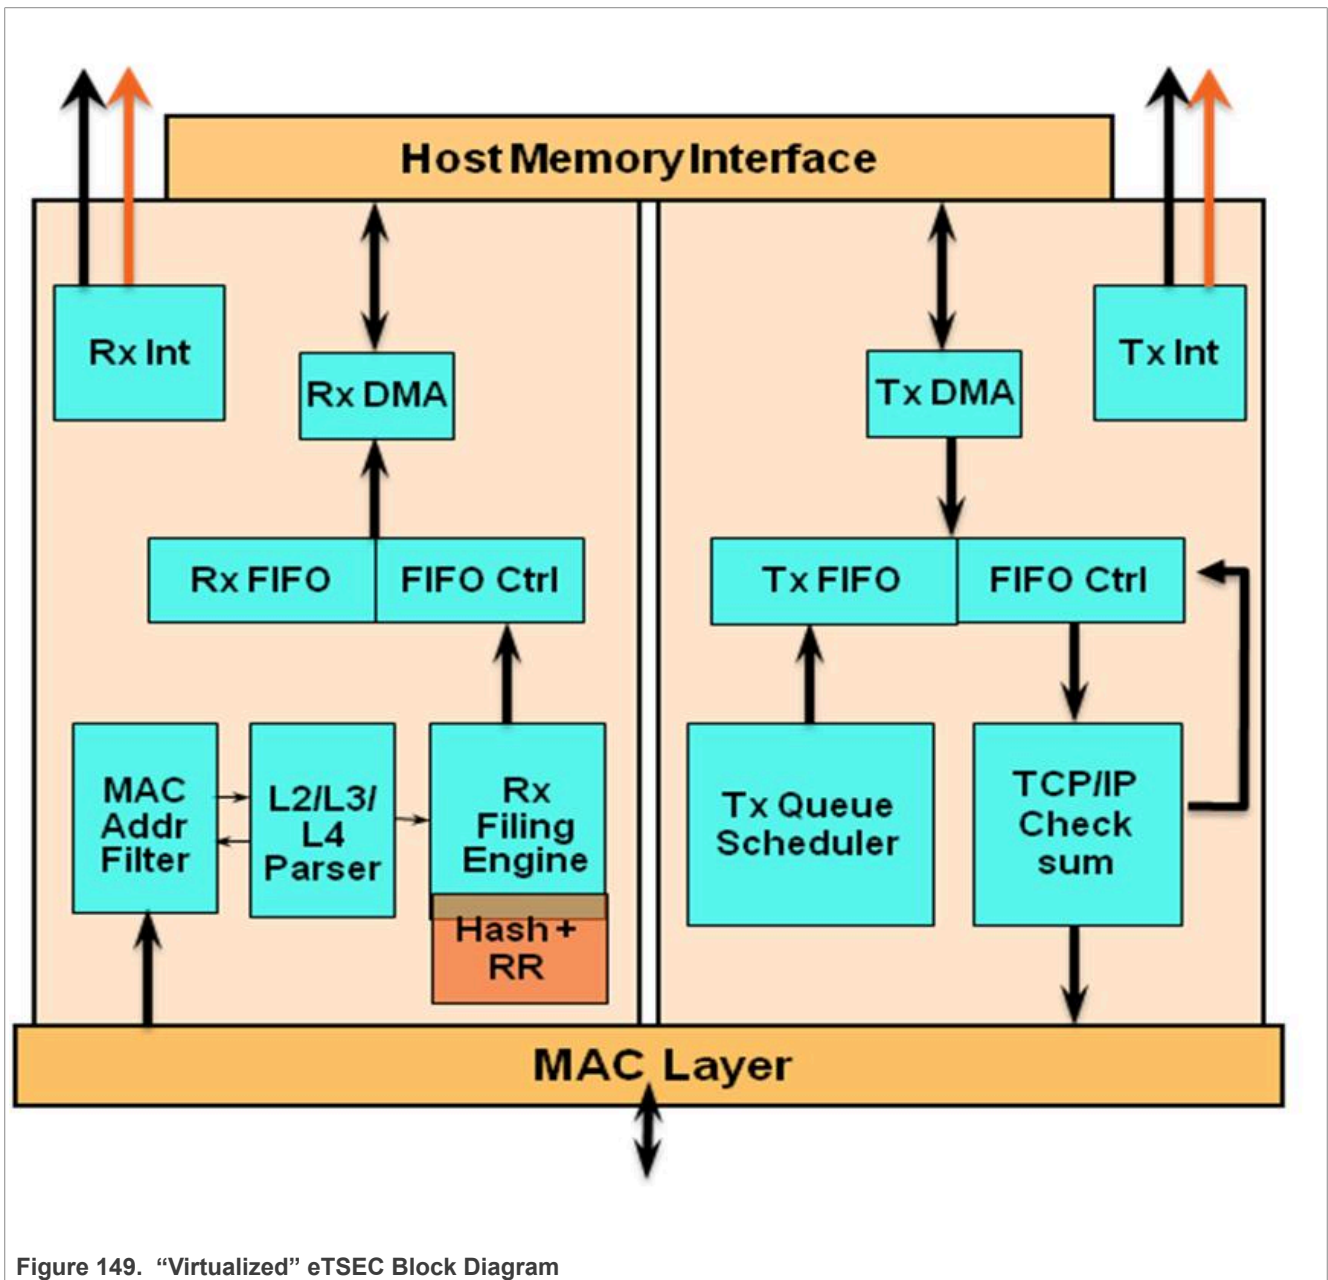 Host Memory Interface
Rx Int
Tx Int
Rx DMA
Tx DMA
Rx FIFO
FIFO Ctrl
Tx FIFO
FIFO Ctrl
MAC
Addr
Filter
L2/L3/
L4
Parser
Rx
Filing
Engine
Hash +
RR
Tx Queue
Scheduler
TCP/IP
Check
sum
MAC Layer
Figure 149. “Virtualized” eTSEC Block Diagram